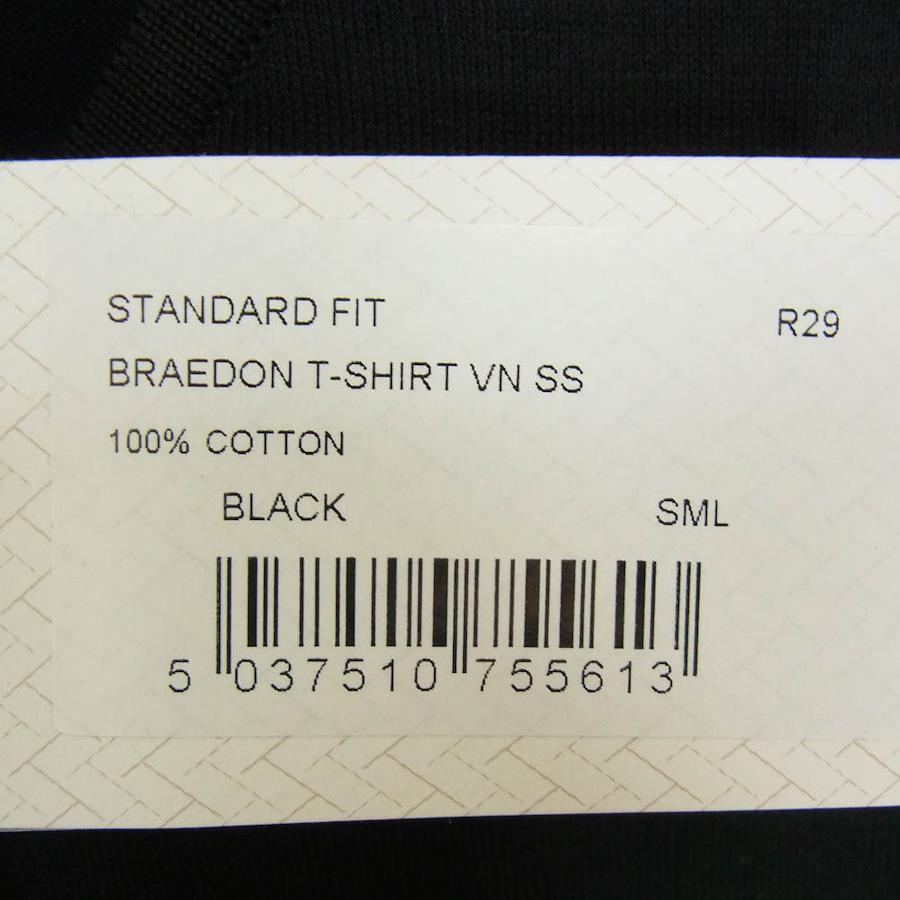 STANDARD FIT R29
BRAEDON T-SHIRT VN SS
100% COTTON
BLACK SML
5 037510 755613